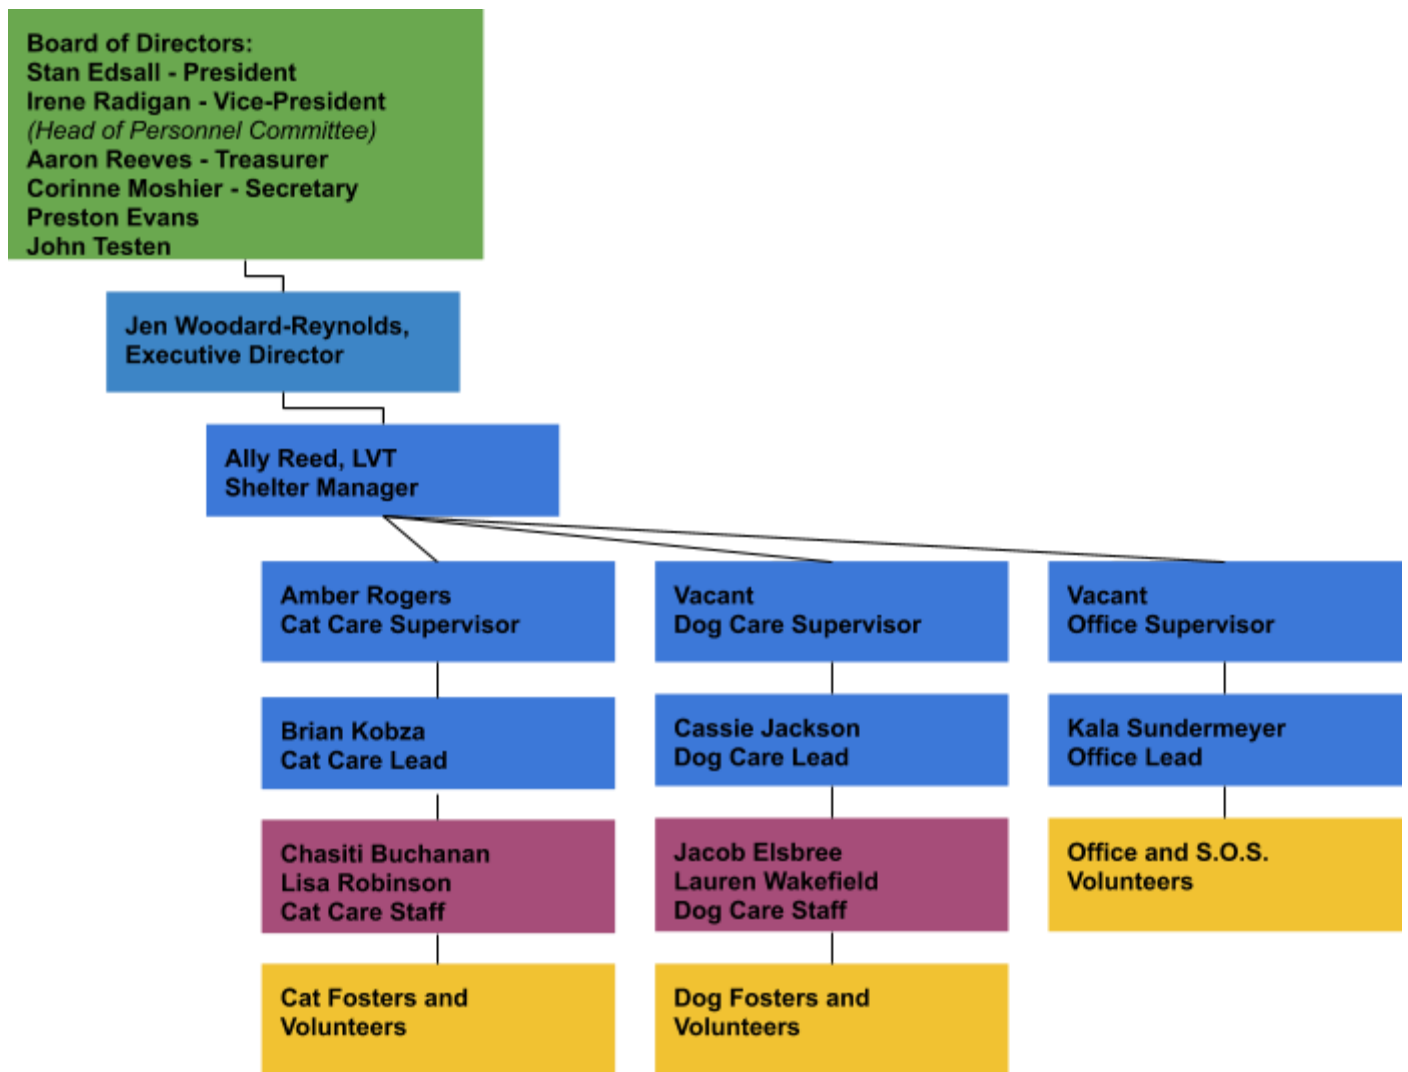 Board of Directors:
Stan Edsall - President
Irene Radigan - Vice-President
(Head of Personnel Committee)
Aaron Reeves - Treasurer
Corinne Moshier - Secretary
Preston Evans
John Testen
Jen Woodard-Reynolds,
Executive Director
Ally Reed, LVT
Shelter Manager
Amber Rogers
Cat Care Supervisor
Vacant
Dog Care Supervisor
Vacant
Office Supervisor
Brian Kobza
Cat Care Lead
Cassie Jackson
Dog Care Lead
Kala Sundermeyer
Office Lead
Chasiti Buchanan
Lisa Robinson
Cat Care Staff
Jacob Elsbree
Lauren Wakefield
Dog Care Staff
Office and S.O.S.
Volunteers
Cat Fosters and
Volunteers
Dog Fosters and
Volunteers